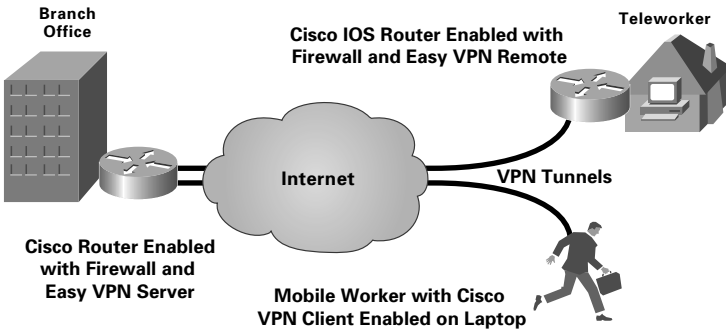 Branch
Office
Cisco IOS Router Enabled with
Firewall and Easy VPN Remote
Teleworker
Internet
VPN Tunnels
Cisco Router Enabled
with Firewall and
Easy VPN Server
Mobile Worker with Cisco
VPN Client Enabled on Laptop